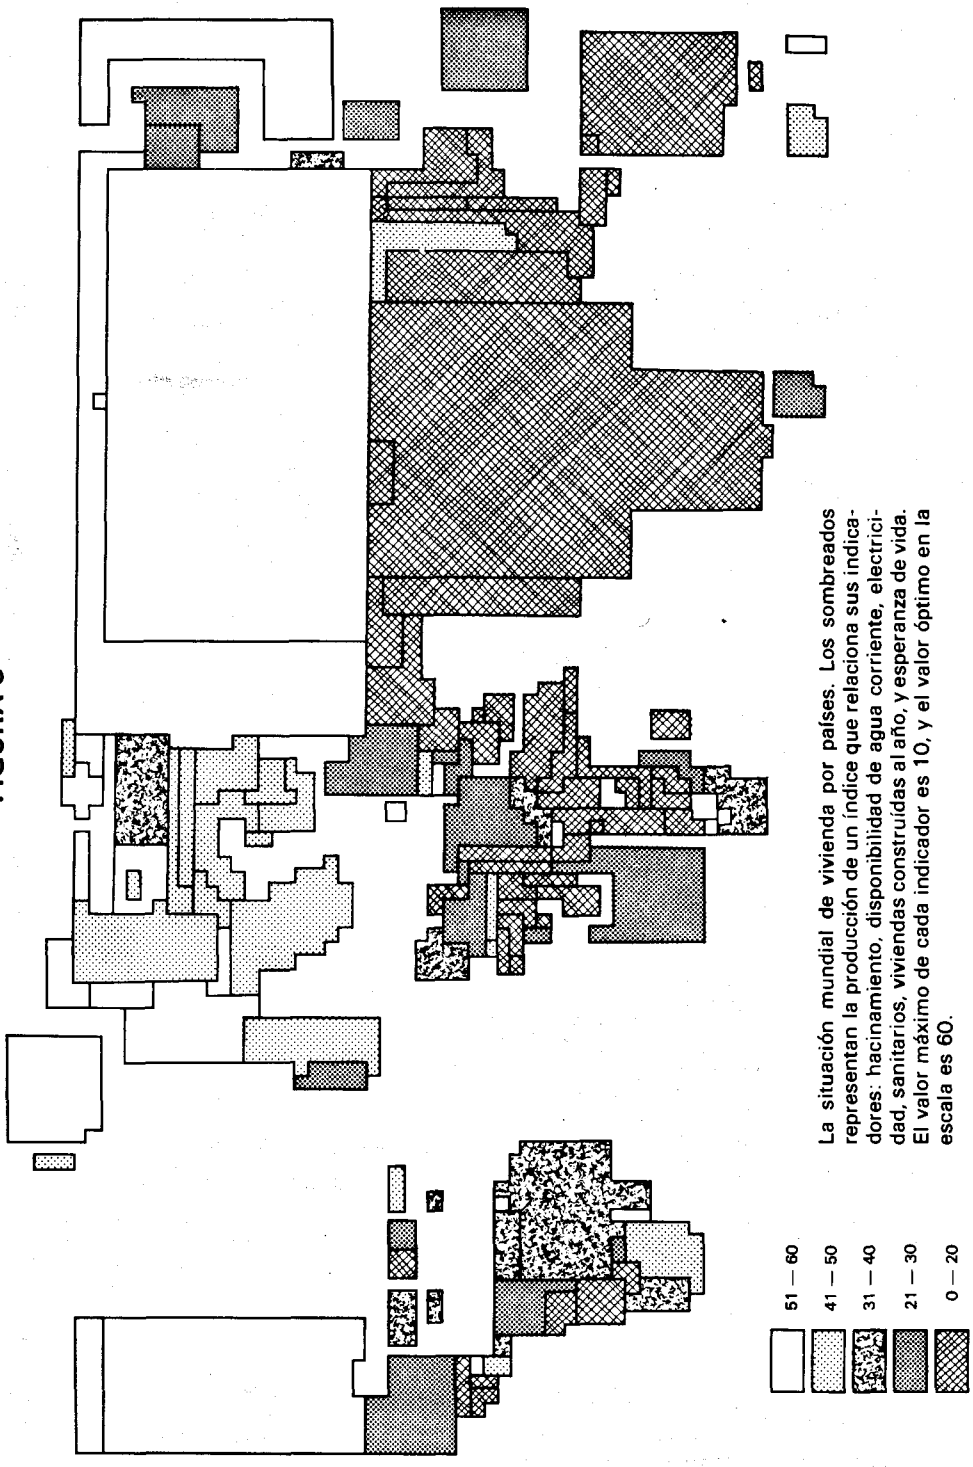 La situación mundial de vivienda por países. Los sombreados
representan la producción de un índice que relaciona sus indica-
dores: hacinamiento, disponibilidad de agua corriente, electrici-
dad, sanitarios, viviendas construídas al año, y esperanza de vida.
El valor máximo de cada indicador es 10, y el valor óptimo en la
escala es 60.
51 — 60
41 — 50
31 — 40
21 — 30
0 — 20